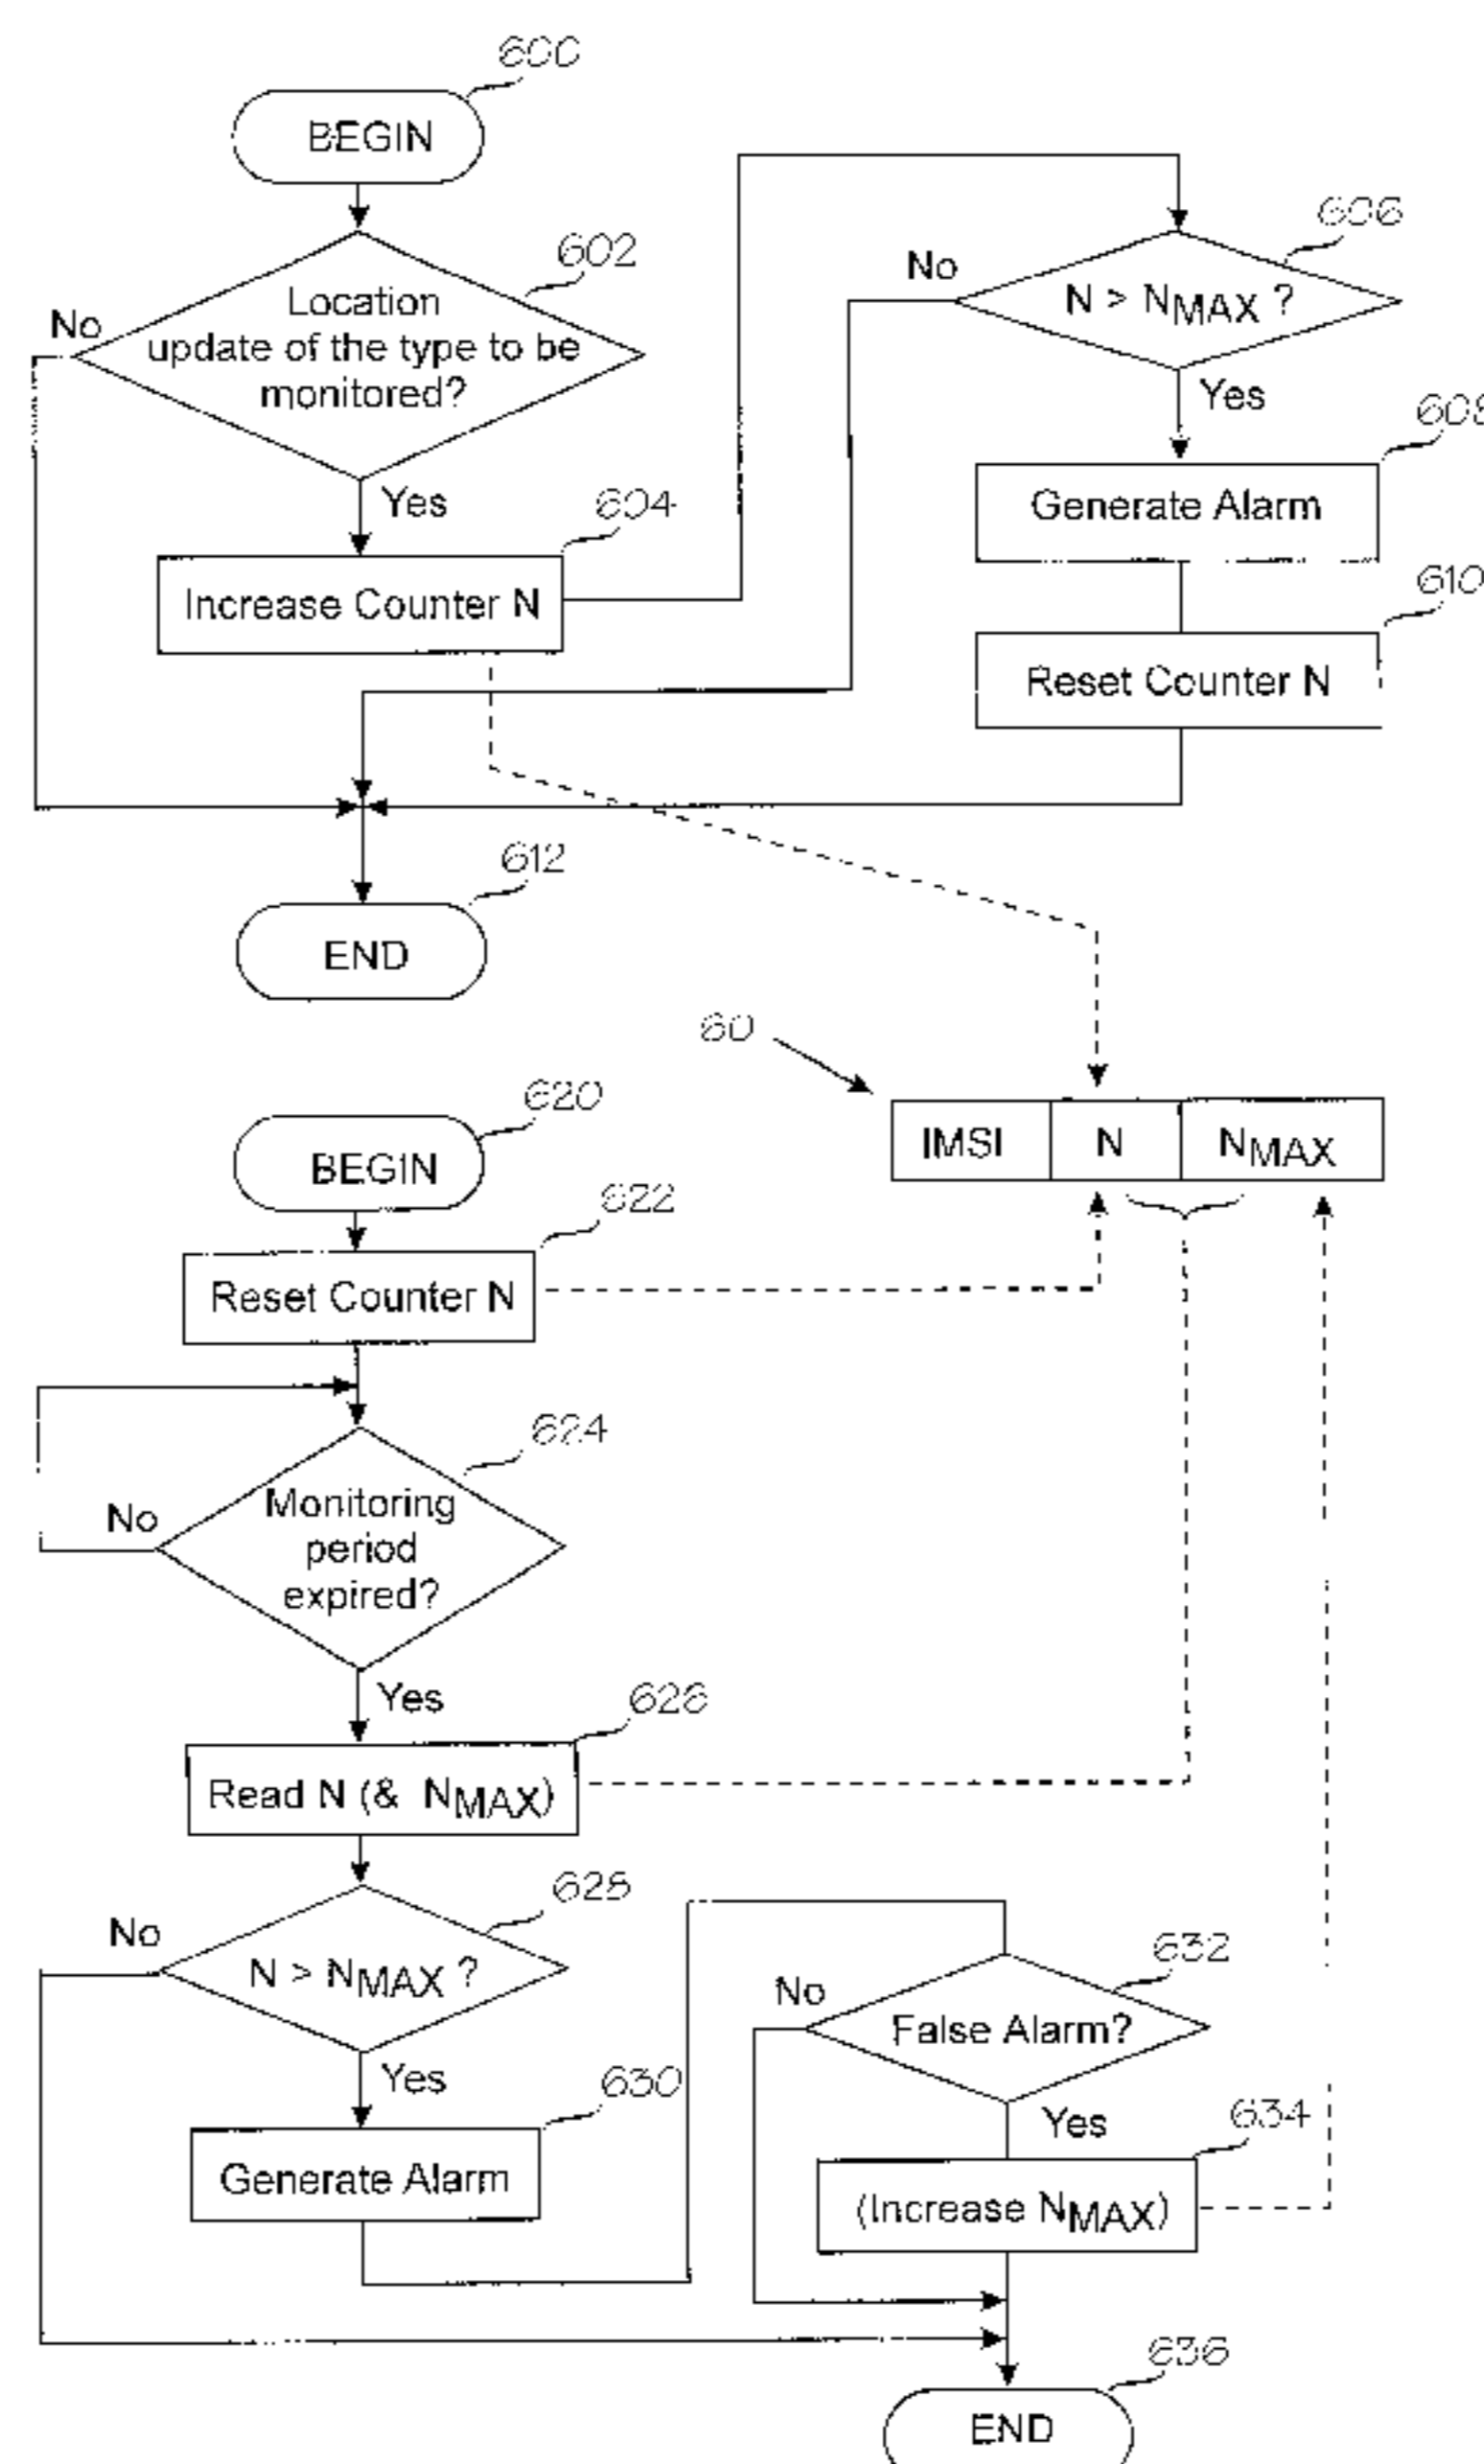 600
BEGIN
602
No
Location
update of the type to be
monitored?
Yes
604
Increase Counter N
606
No
N > NMAX ?
Yes
608
Generate Alarm
610
Reset Counter N
612
END
60
IMSI N NMAX
620
BEGIN
622
Reset Counter N
624
No
Monitoring
period
expired?
Yes
626
Read N (& NMAX)
628
No
N > NMAX ?
Yes
630
Generate Alarm
632
No
False Alarm?
Yes
634
(Increase NMAX)
636
END